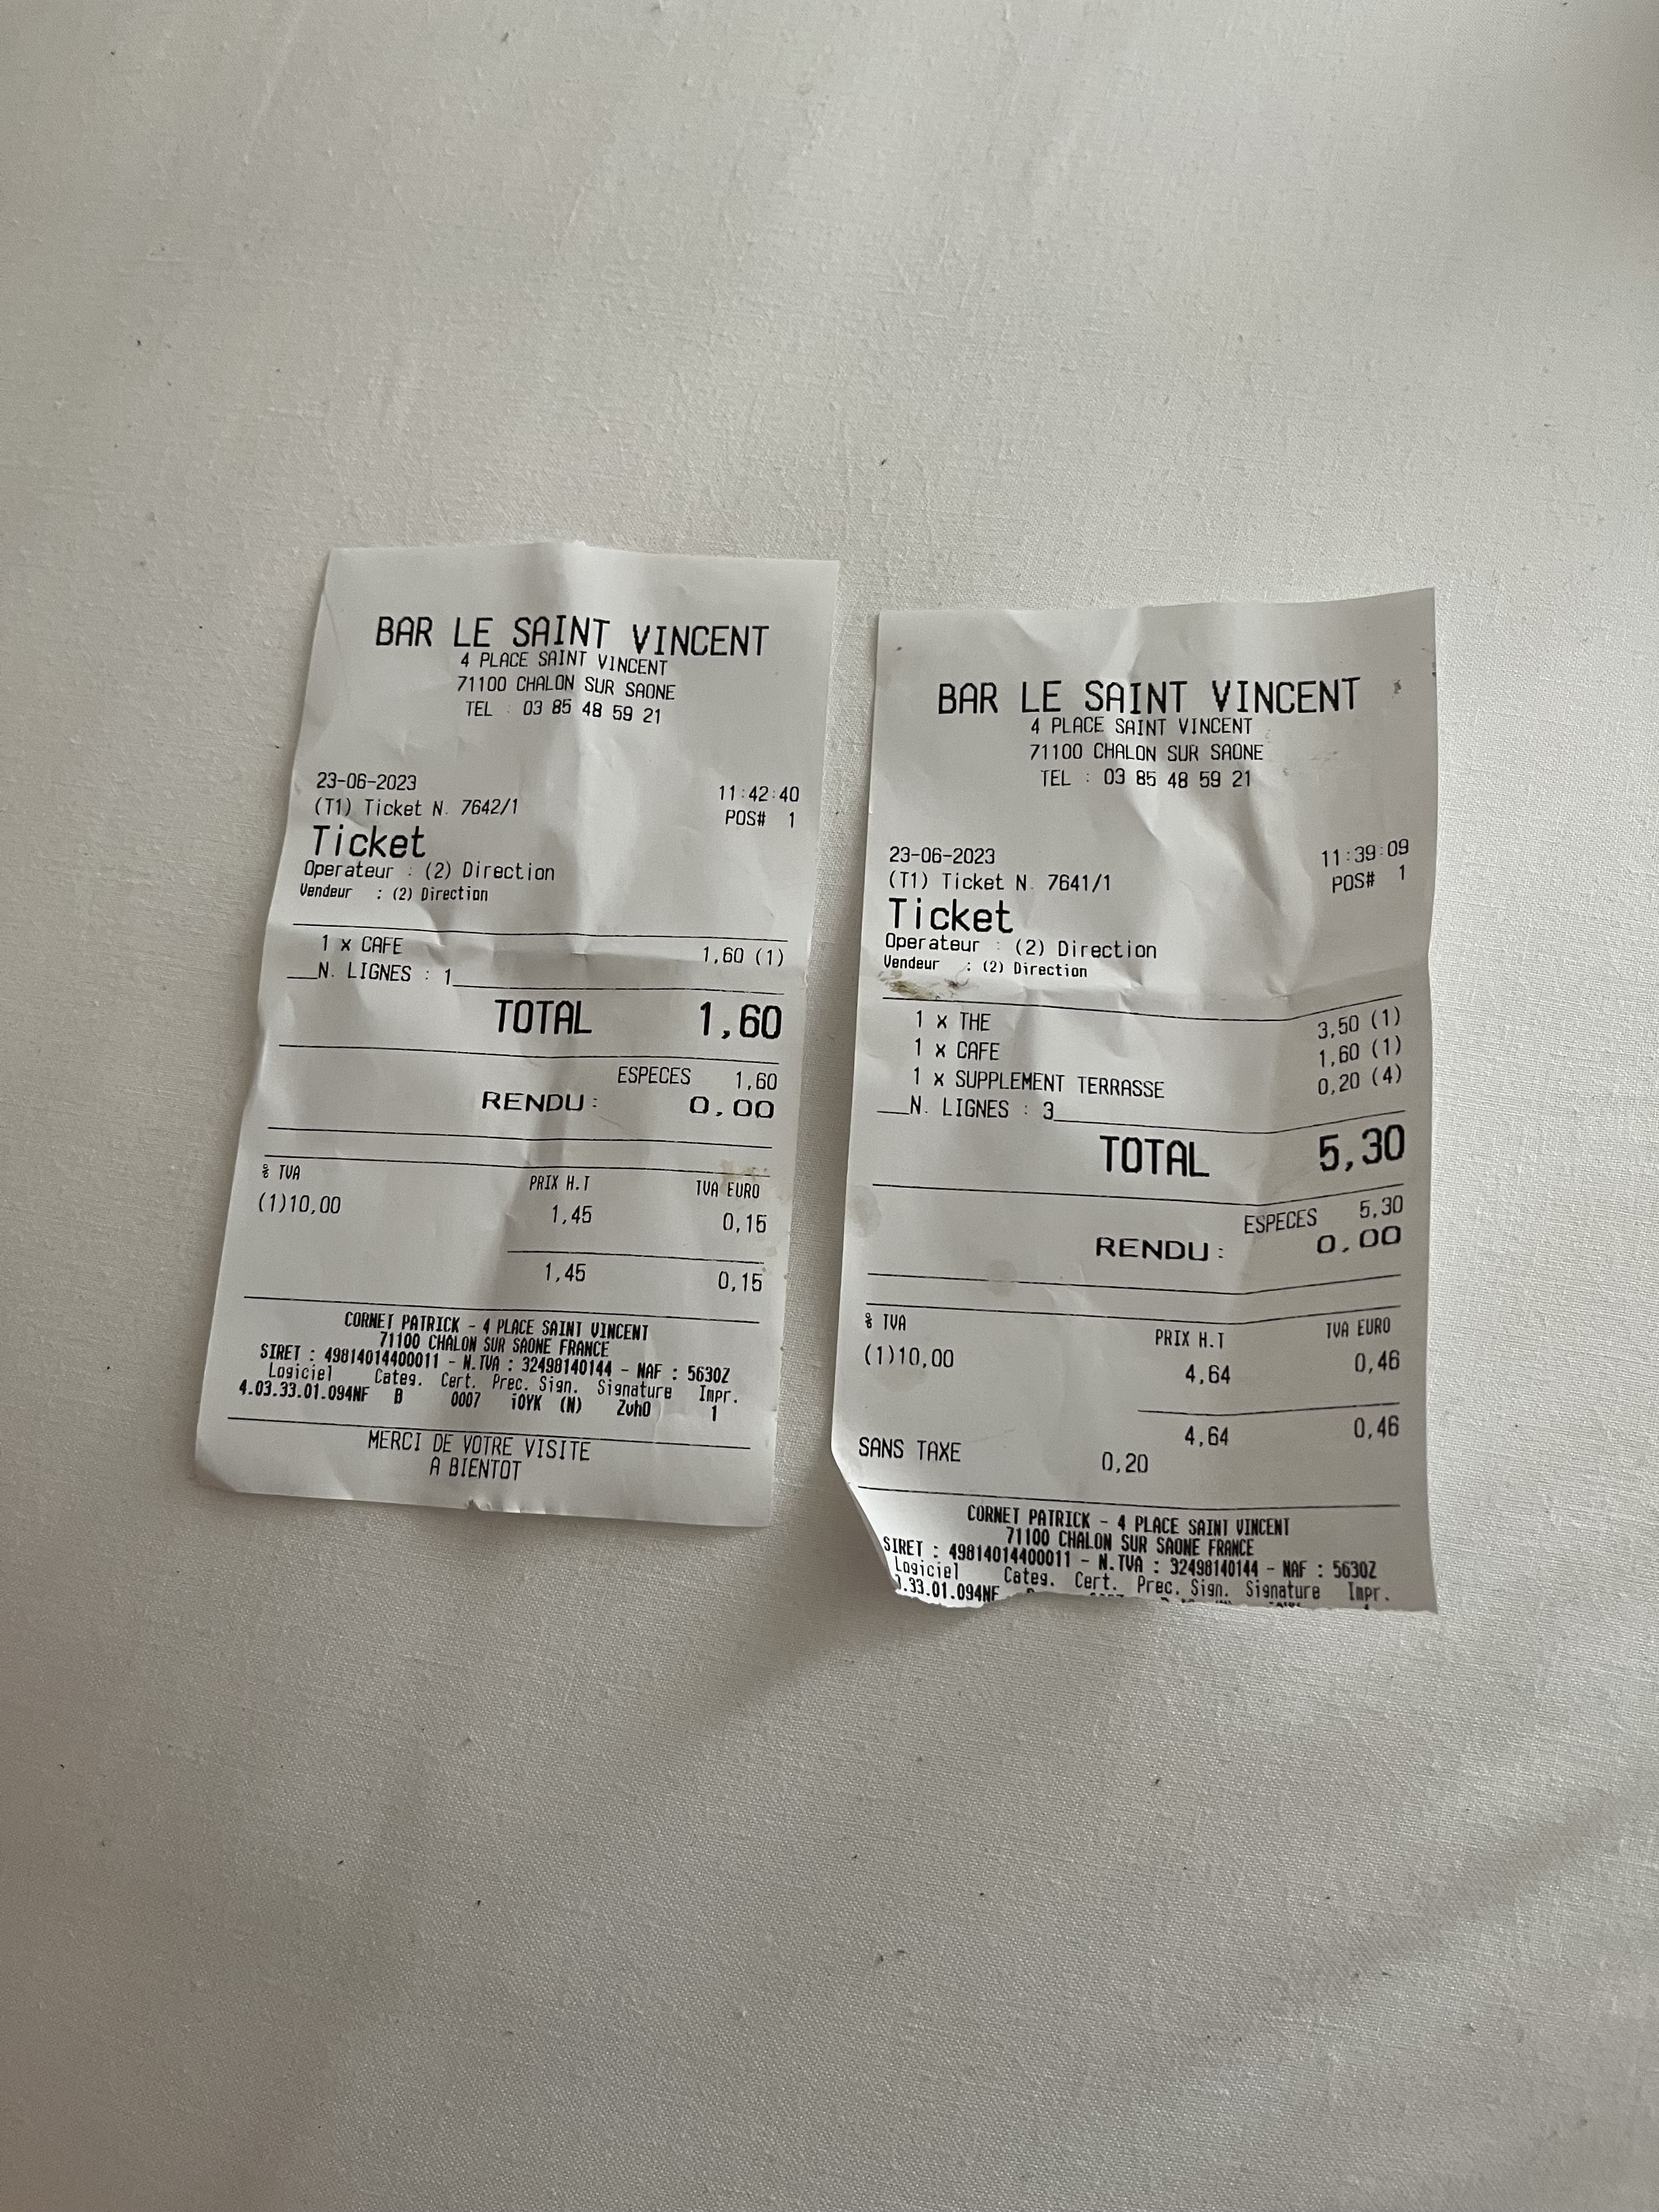 BAR LE SAINT VINCENT
4 PLACE SAINT VINCENT
71100 CHALON SUR SAONE
TEL : 03 85 48 59 21
23-06-2023 11:42:40
(T1) Ticket N. 7642/1 POS# 1
Ticket
Operateur : (2) Direction
Vendeur : (2) Direction
1 x CAFE 1,60 (1)
N. LIGNES : 1
TOTAL 1,60
ESPECES 1,60
RENDU: 0.00
% TVA PRIX H.T TVA EURO
(1)10,00 1,45 0,15
1,45 0,15
CORNET PATRICK - 4 PLACE SAINT VINCENT
71100 CHALON SUR SAONE FRANCE
SIRET : 49814014400011 - N.TVA : 32498140144 - NAF : 5630Z
Logiciel Categ. Cert. Prec. Sign. Signature Impr.
4.03.33.01.094NF B 0007 iOYK (N) Zvh0 1
MERCI DE VOTRE VISITE
A BIENTOT
BAR LE SAINT VINCENT
4 PLACE SAINT VINCENT
71100 CHALON SUR SAONE
TEL : 03 85 48 59 21
23-06-2023 11:39:09
(T1) Ticket N. 7641/1 POS# 1
Ticket
Operateur : (2) Direction
Vendeur : (2) Direction
1 x THE 3,50 (1)
1 x CAFE 1,60 (1)
1 x SUPPLEMENT TERRASSE 0,20 (4)
N. LIGNES : 3
TOTAL 5,30
ESPECES 5,30
RENDU: 0.00
% TVA PRIX H.T TVA EURO
(1)10,00 4,64 0,46
4,64 0,46
SANS TAXE 0,20
CORNET PATRICK - 4 PLACE SAINT VINCENT
71100 CHALON SUR SAONE FRANCE
SIRET : 49814014400011 - N.TVA : 32498140144 - NAF : 5630Z
Logiciel Categ. Cert. Prec. Sign. Signature Impr.
.33.01.094NF